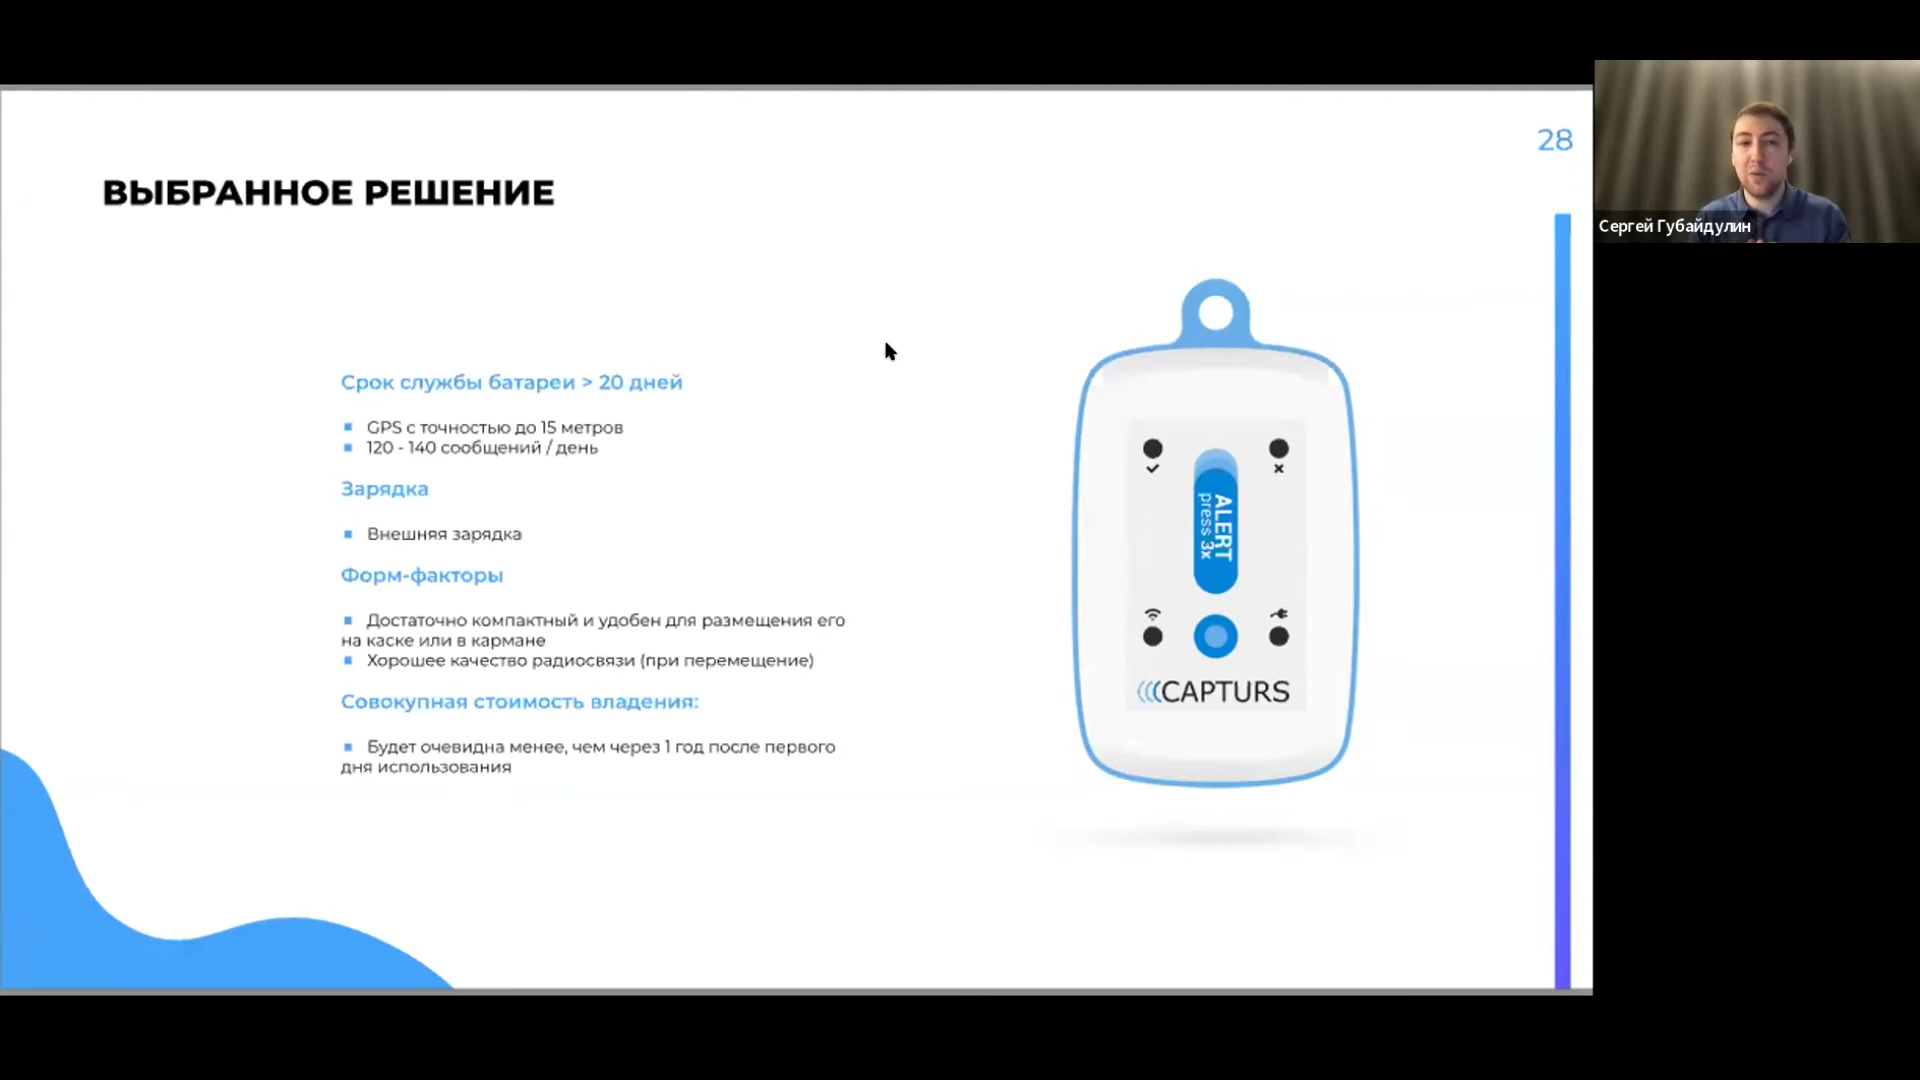 28
ВЫБРАННОЕ РЕШЕНИЕ
Сергей Губайдулин
Срок службы батареи > 20 дней
GPS с точностью до 15 метров
120 - 140 сообщений / день
Зарядка
Внешняя зарядка
Форм-факторы
Достаточно компактный и удобен для размещения его
на каске или в кармане
Хорошее качество радиосвязи (при перемещение)
Совокупная стоимость владения:
Будет очевидна менее, чем через 1 год после первого
дня использования
ALERT
press 3x
CAPTURS